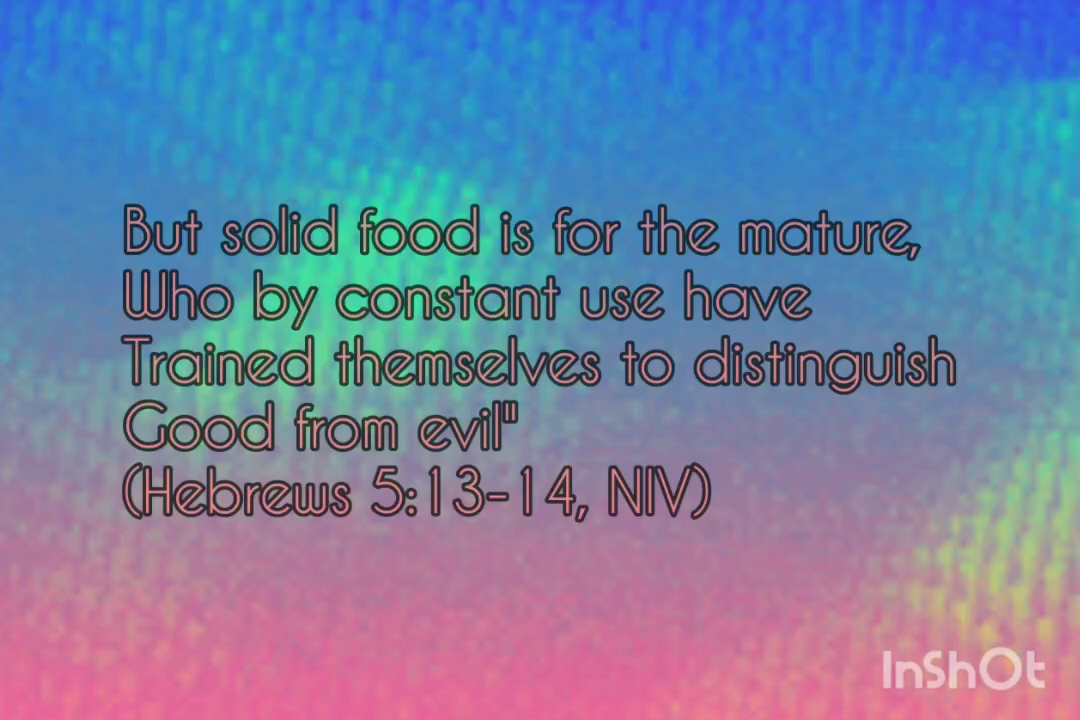 But solid food is for the mature,
Who by constant use have
Trained themselves to distinguish
Good from evil"
(Hebrews 5:13-14, NIV)
InShOt